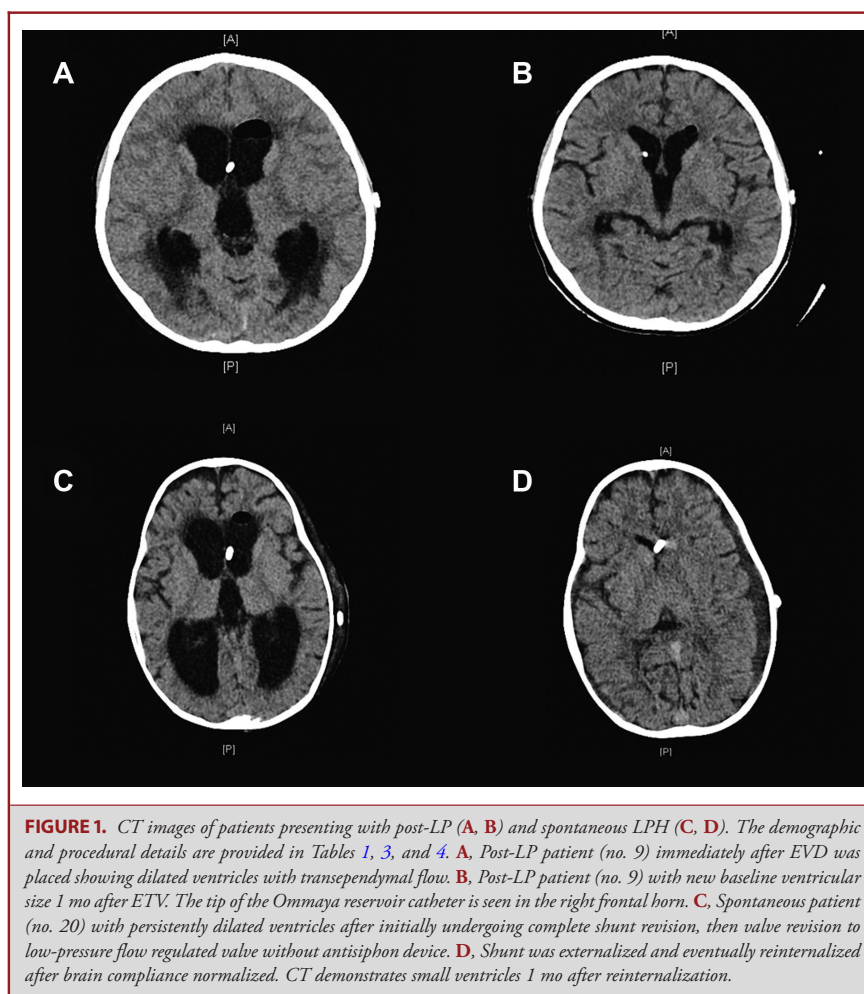 [A]
[A]
A
B
[P]
[P]
[A]
[A]
C
D
[P]
[P]
FIGURE 1. CT images of patients presenting with post-LP (A, B) and spontaneous LPH (C, D). The demographic
and procedural details are provided in Tables 1, 3, and 4. A, Post-LP patient (no. 9) immediately after EVD was
placed showing dilated ventricles with transependymal flow. B, Post-LP patient (no. 9) with new baseline ventricular
size 1 mo after ETV. The tip of the Ommaya reservoir catheter is seen in the right frontal horn. C, Spontaneous patient
(no. 20) with persistently dilated ventricles after initially undergoing complete shunt revision, then valve revision to
low-pressure flow regulated valve without antisiphon device. D, Shunt was externalized and eventually reinternalized
after brain compliance normalized. CT demonstrates small ventricles 1 mo after reinternalization.